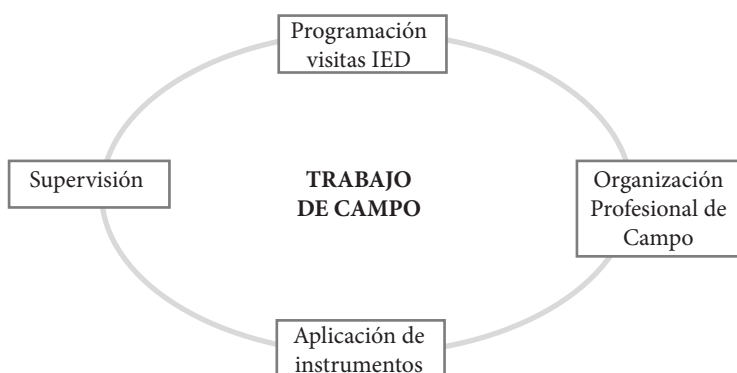 Programación
visitas IED
Supervisión
TRABAJO
DE CAMPO
Organización
Profesional de
Campo
Aplicación de
instrumentos